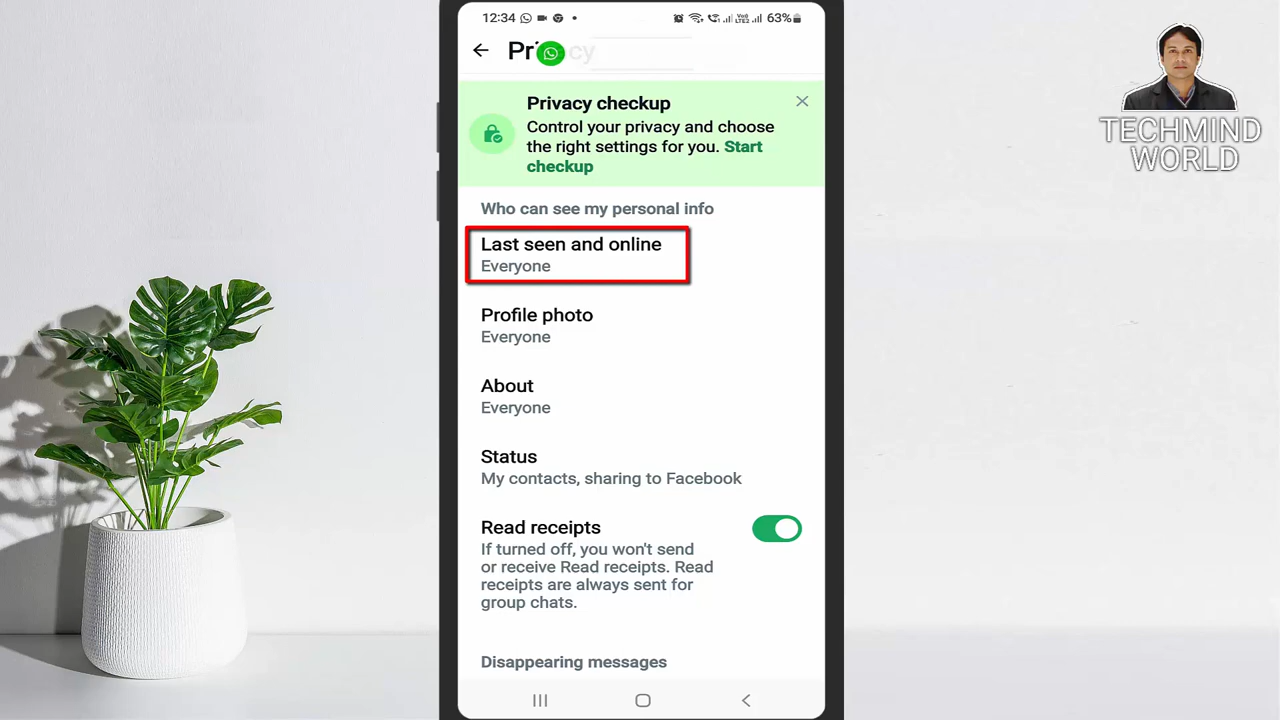 12:34
63%
Privacy
Privacy checkup
Control your privacy and choose
the right settings for you. Start
checkup
Who can see my personal info
Last seen and online
Everyone
Profile photo
Everyone
About
Everyone
Status
My contacts, sharing to Facebook
Read receipts
If turned off, you won't send
or receive Read receipts. Read
receipts are always sent for
group chats.
Disappearing messages
TECHMIND
WORLD